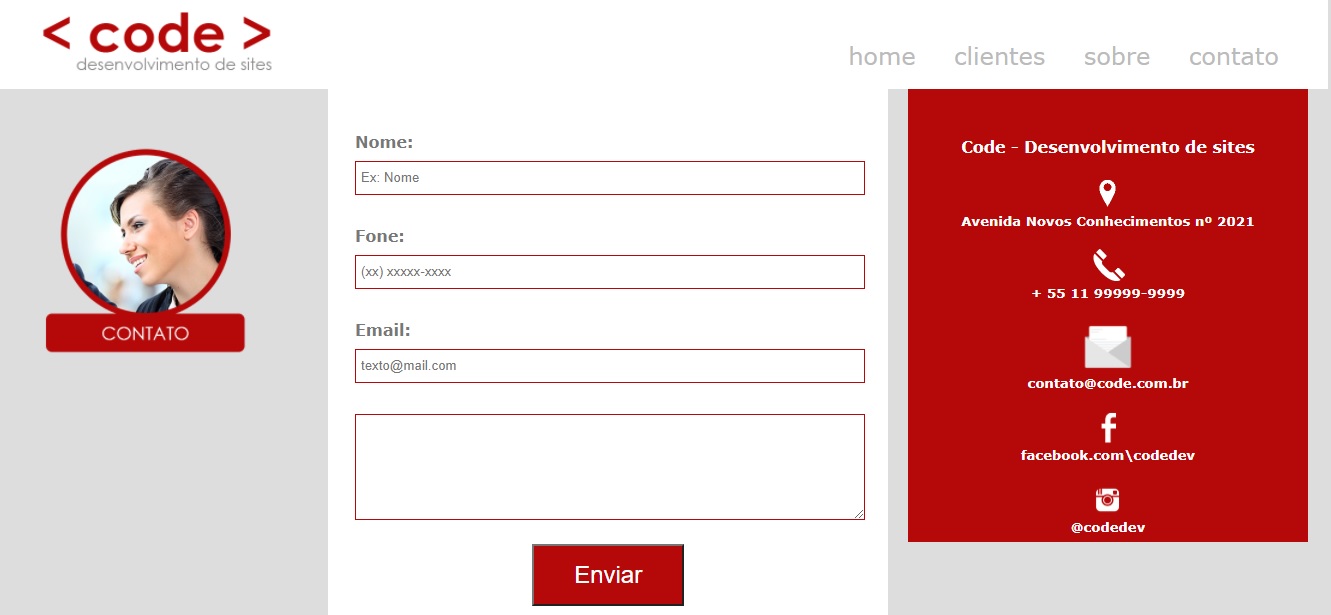 < code >
desenvolvimento de sites
home clientes sobre contato
CONTATO
Nome:
Ex: Nome
Fone:
(xx) xxxxx-xxxx
Email:
texto@mail.com
Enviar
Code - Desenvolvimento de sites
Avenida Novos Conhecimentos nº 2021
+ 55 11 99999-9999
contato@code.com.br
facebook.com\codedev
@codedev